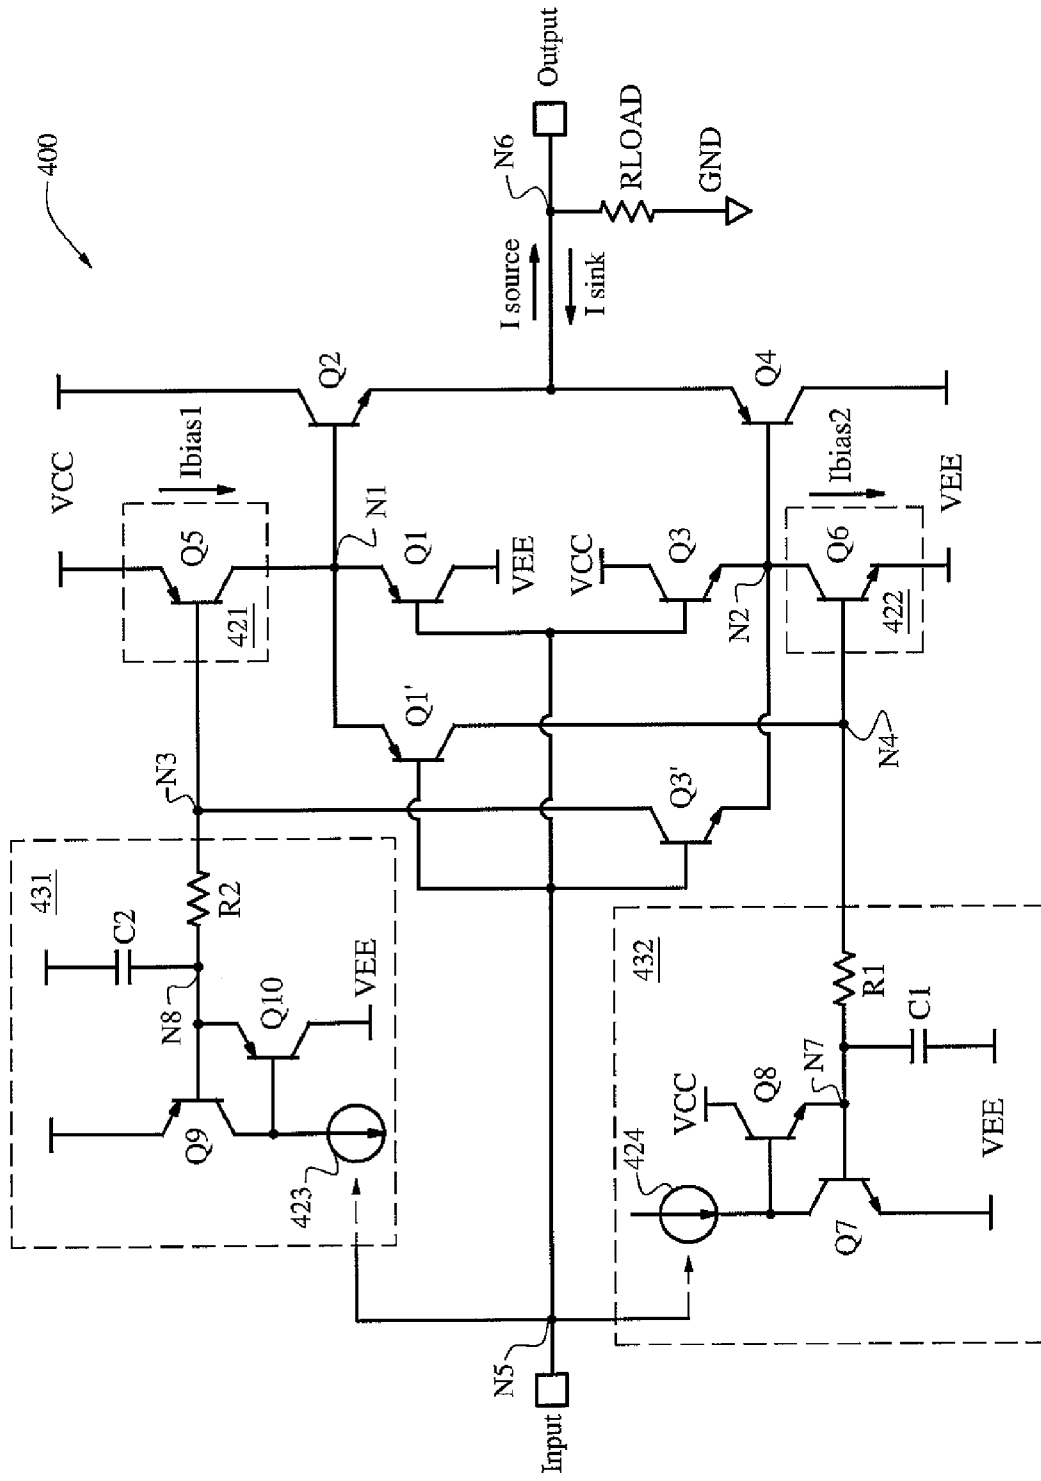 400
Output
N6
RLOAD
GND
I source
I sink
Q2
Q4
VCC
Ibias1
Q5
421
N1
Q1
VEE
VCC
Q3
N2
Q6
422
Ibias2
VEE
Q1'
Q3'
N3
N4
431
C2
R2
N8
Q10
VEE
Q9
423
432
R1
C1
N7
Q8
VCC
424
Q7
VEE
N5
Input